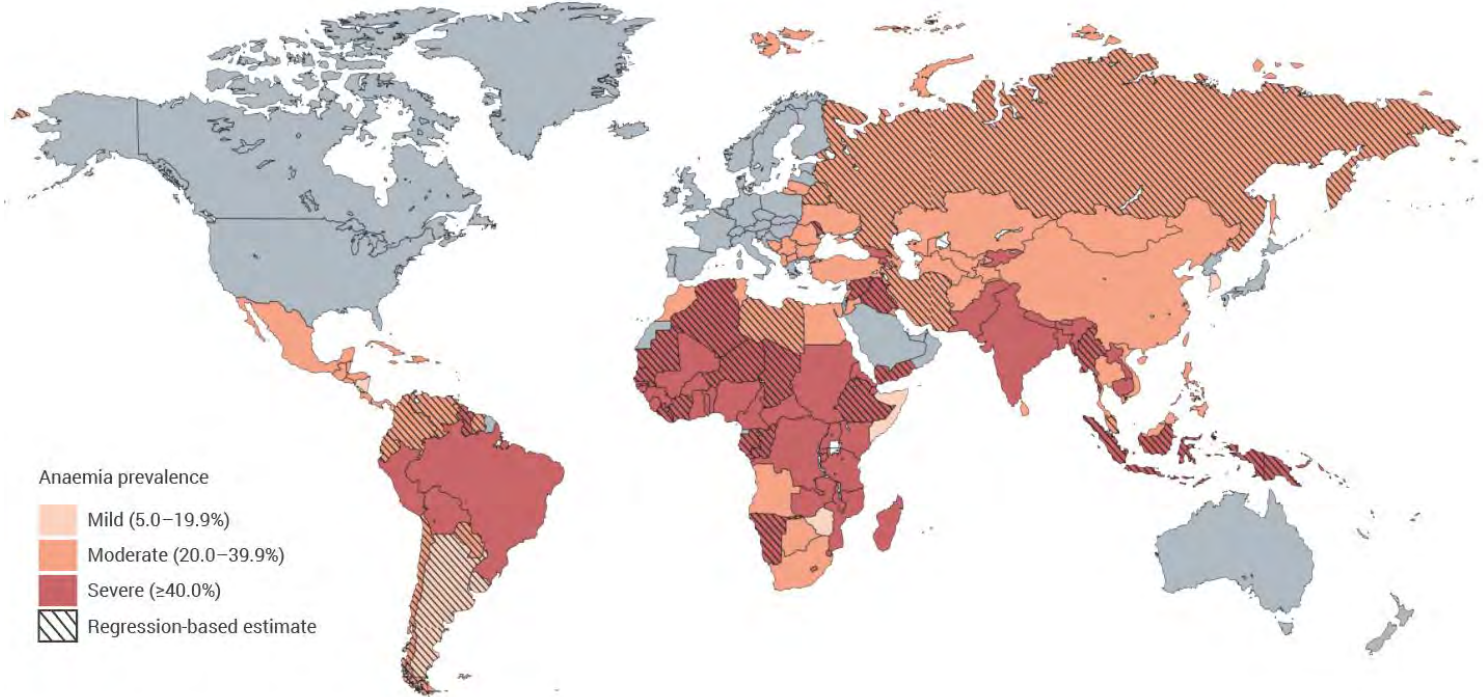 Anaemia prevalence
Mild (5.0–19.9%)
Moderate (20.0–39.9%)
Severe (≥40.0%)
Regression-based estimate